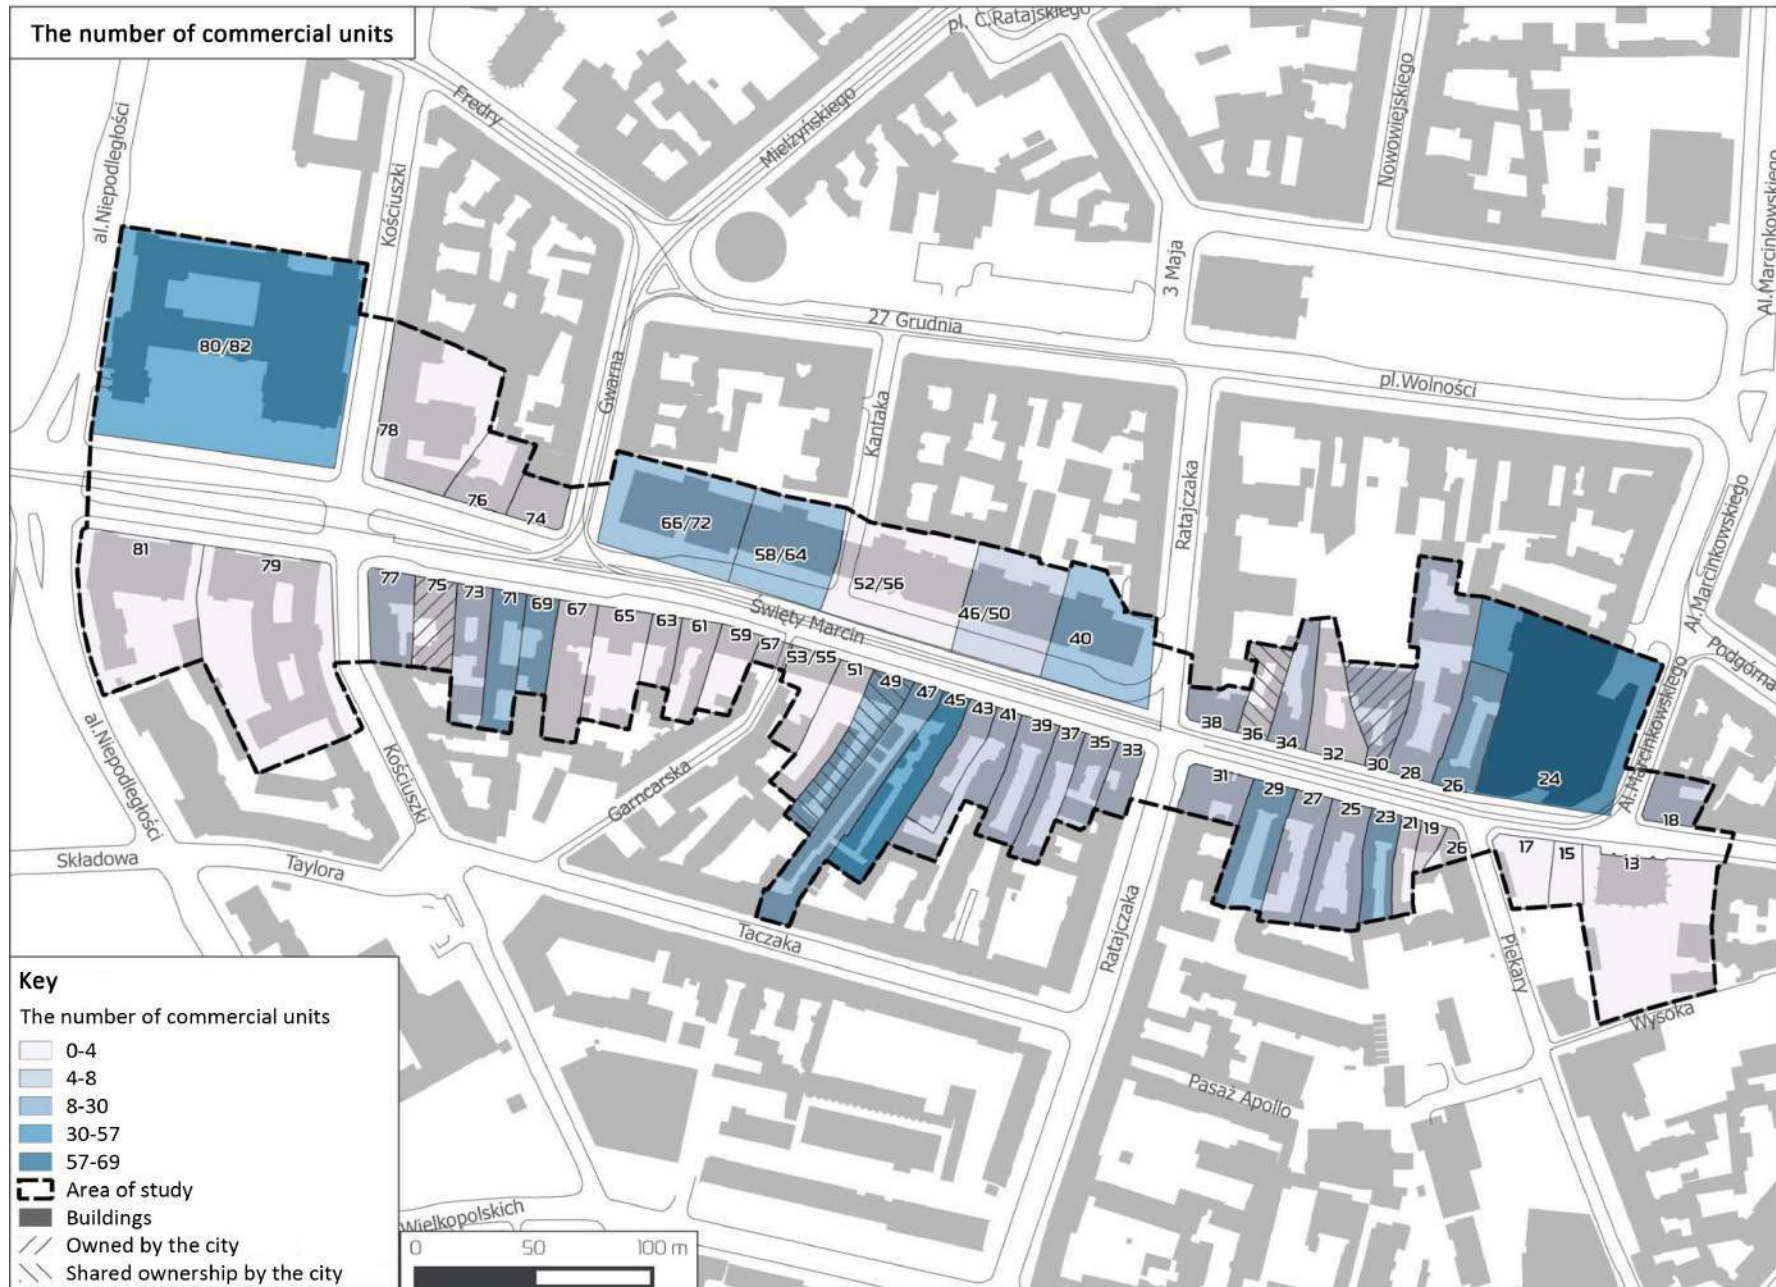 The number of commercial units
pl. C.Ratajskiego
Fredry
Mielżyńskiego
Nowowiejskiego
al.Niepodległości
Kościuszki
Al.Marcinkowskiego
3 Maja
27 Grudnia
pl.Wolności
Gwarna
Kantaka
Ratajczaka
Al.Marcinkowskiego
Podgórna
80/82
78
76
74
66/72
58/64
52/56
46/50
40
Święty Marcin
81
79
77
75
73
71
69
67
65
63
61
59
57
53/55
51
49
47
45
43
41
39
37
35
33
38
36
34
32
30
28
26
24
Al.Marcinkowskiego
18
31
29
27
25
23
21
19
26
17
15
13
al.Niepodległości
Kościuszki
Garncarska
Składowa
Taylora
Taczaka
Ratajczaka
Piekary
Wysoka
Pasaż Apollo
Wielkopolskich
Key
The number of commercial units
0-4
4-8
8-30
30-57
57-69
Area of study
Buildings
Owned by the city
Shared ownership by the city
0 50 100 m